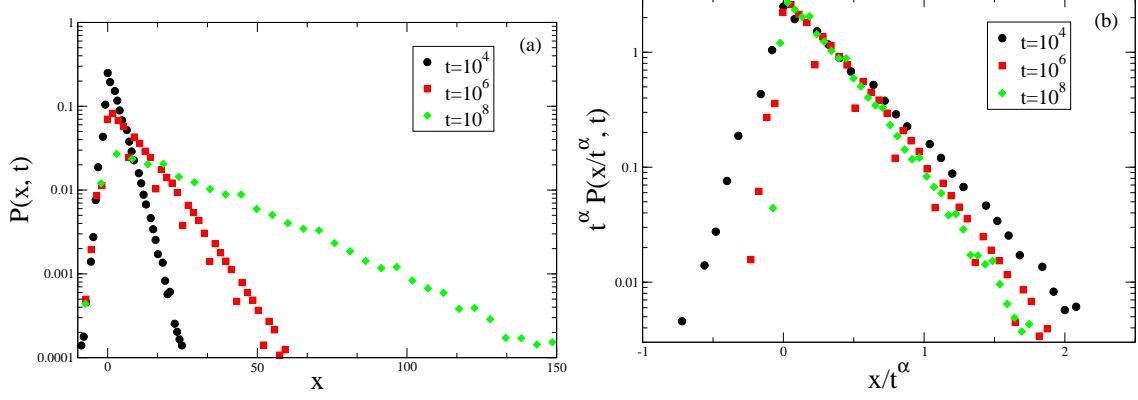 (a)
t=10^4
t=10^6
t=10^8
1
0.1
0.01
0.001
0.0001
P(x, t)
0 50 100 150
x
(b)
t=10^4
t=10^6
t=10^8
1
0.1
0.01
t^α P(x/t^α, t)
-1 0 1 2
x/t^α